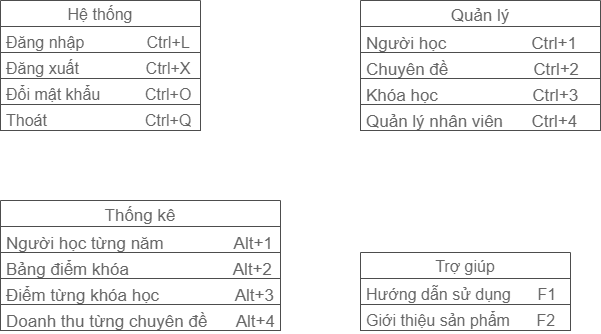 Hệ thống
Đăng nhập Ctrl+L
Đăng xuất Ctrl+X
Đổi mật khẩu Ctrl+O
Thoát Ctrl+Q
Quản lý
Người học Ctrl+1
Chuyên đề Ctrl+2
Khóa học Ctrl+3
Quản lý nhân viên Ctrl+4
Thống kê
Người học từng năm Alt+1
Bảng điểm khóa Alt+2
Điểm từng khóa học Alt+3
Doanh thu từng chuyên đề Alt+4
Trợ giúp
Hướng dẫn sử dụng F1
Giới thiệu sản phẩm F2